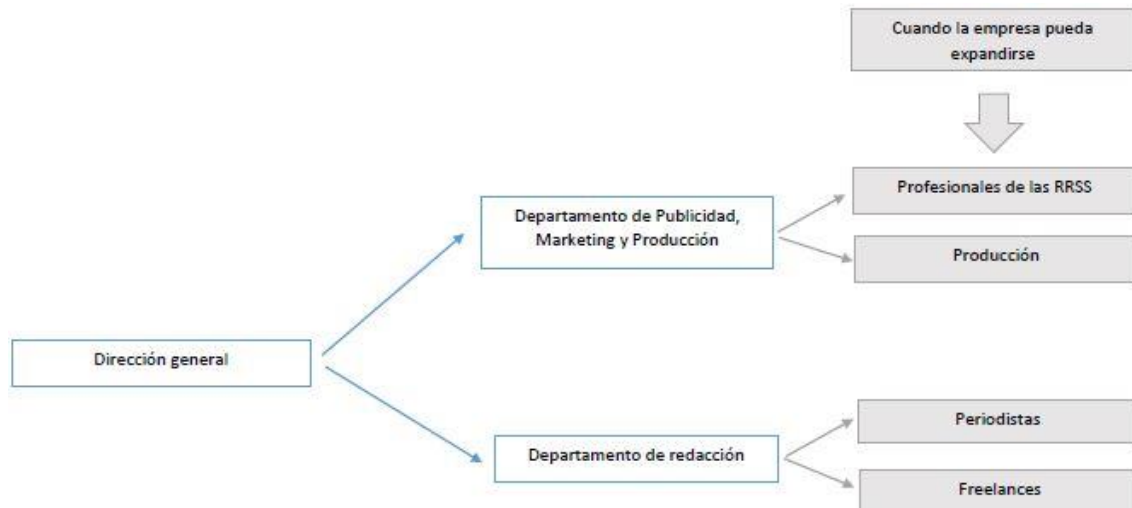 Cuando la empresa pueda
expandirse
Profesionales de las RRSS
Departamento de Publicidad,
Marketing y Producción
Producción
Dirección general
Periodistas
Departamento de redacción
Freelances